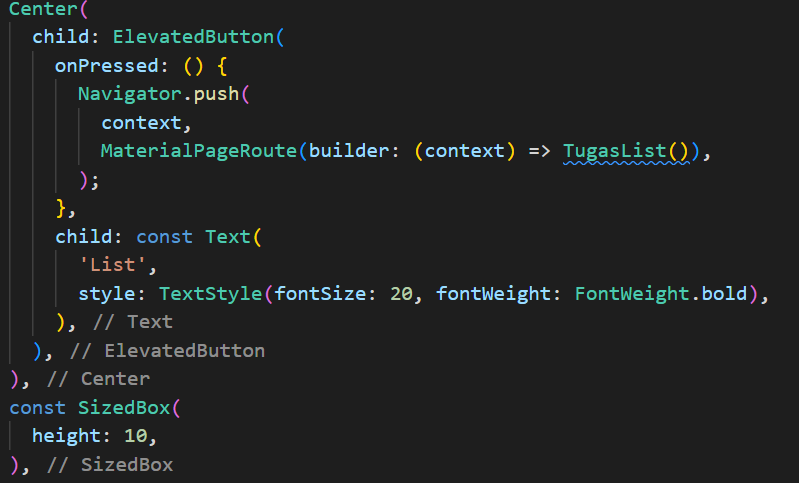 Center(
child: ElevatedButton(
onPressed: () {
Navigator.push(
context,
MaterialPageRoute(builder: (context) => TugasList()),
);
},
child: const Text(
'List',
style: TextStyle(fontSize: 20, fontWeight: FontWeight.bold),
), // Text
), // ElevatedButton
), // Center
const SizedBox(
height: 10,
), // SizedBox